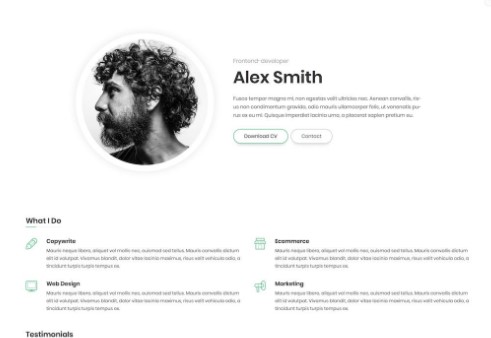 Frontend-developer
Alex Smith
Fusce tempor magna mi, non egestas velit ultricies nec. Aenean convallis, ris-
us non condimentum gravida, odio mauris ullamcorper felis, ut venenatis pur-
rus ex eu mi. Quisque imperdiet lacinia urna, a placerat sapien pretium eu.
Download CV
Contact
What I Do
Copywrite
Mauris neque libero, aliquet vel mollis nec, euismod sed tellus. Mauris convallis dictum
elit id volutpat. Vivamus blandit, dolor vitae lacinia maximus, risus velit vehicula odio, a
tincidunt turpis turpis tempus ex.
Ecommerce
Mauris neque libero, aliquet vel mollis nec, euismod sed tellus. Mauris convallis dictum
elit id volutpat. Vivamus blandit, dolor vitae lacinia maximus, risus velit vehicula odio, a
tincidunt turpis turpis tempus ex.
Web Design
Mauris neque libero, aliquet vel mollis nec, euismod sed tellus. Mauris convallis dictum
elit id volutpat. Vivamus blandit, dolor vitae lacinia maximus, risus velit vehicula odio, a
tincidunt turpis turpis tempus ex.
Marketing
Mauris neque libero, aliquet vel mollis nec, euismod sed tellus. Mauris convallis dictum
elit id volutpat. Vivamus blandit, dolor vitae lacinia maximus, risus velit vehicula odio, a
tincidunt turpis turpis tempus ex.
Testimonials